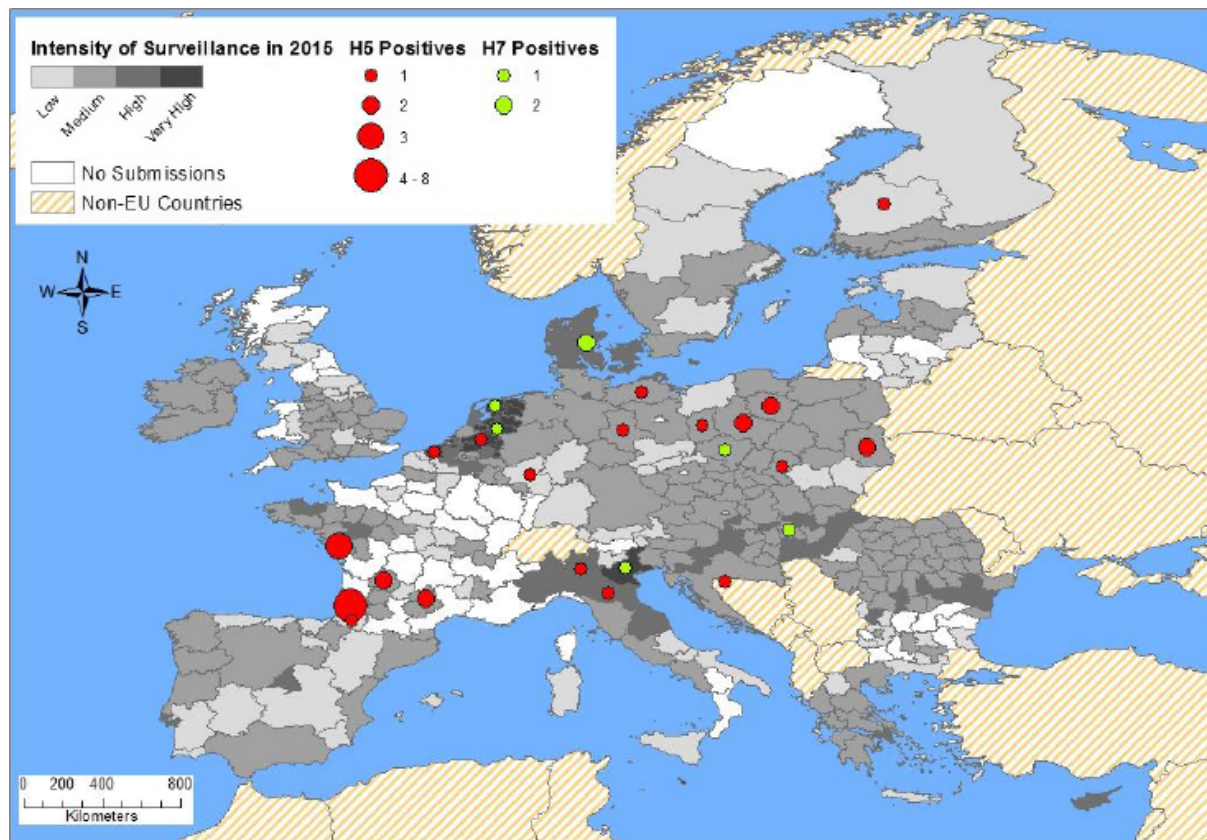 Intensity of Surveillance in 2015
Low
Medium
High
Very High
No Submissions
Non-EU Countries
H5 Positives
1
2
3
4 - 8
H7 Positives
1
2
N
W E
S
0 200 400 800
Kilometers